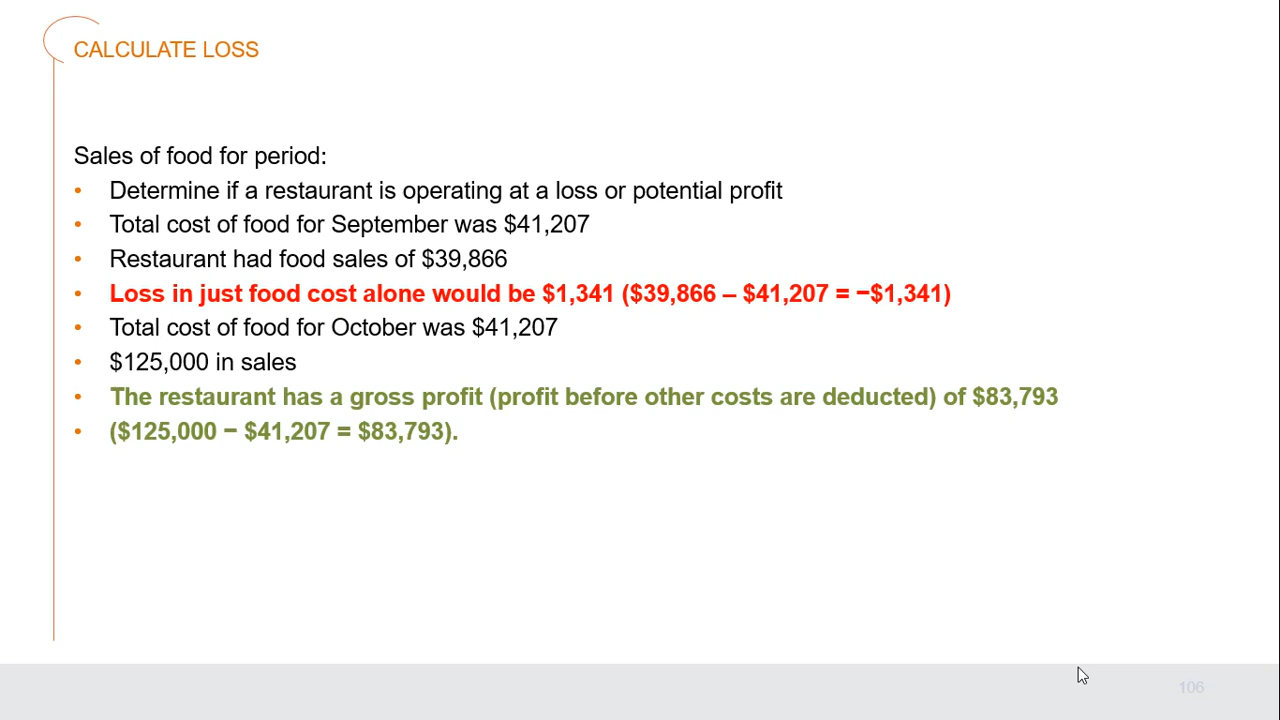 CALCULATE LOSS
Sales of food for period:
• Determine if a restaurant is operating at a loss or potential profit
• Total cost of food for September was $41,207
• Restaurant had food sales of $39,866
• Loss in just food cost alone would be $1,341 ($39,866 – $41,207 = −$1,341)
• Total cost of food for October was $41,207
• $125,000 in sales
• The restaurant has a gross profit (profit before other costs are deducted) of $83,793
• ($125,000 − $41,207 = $83,793).
106